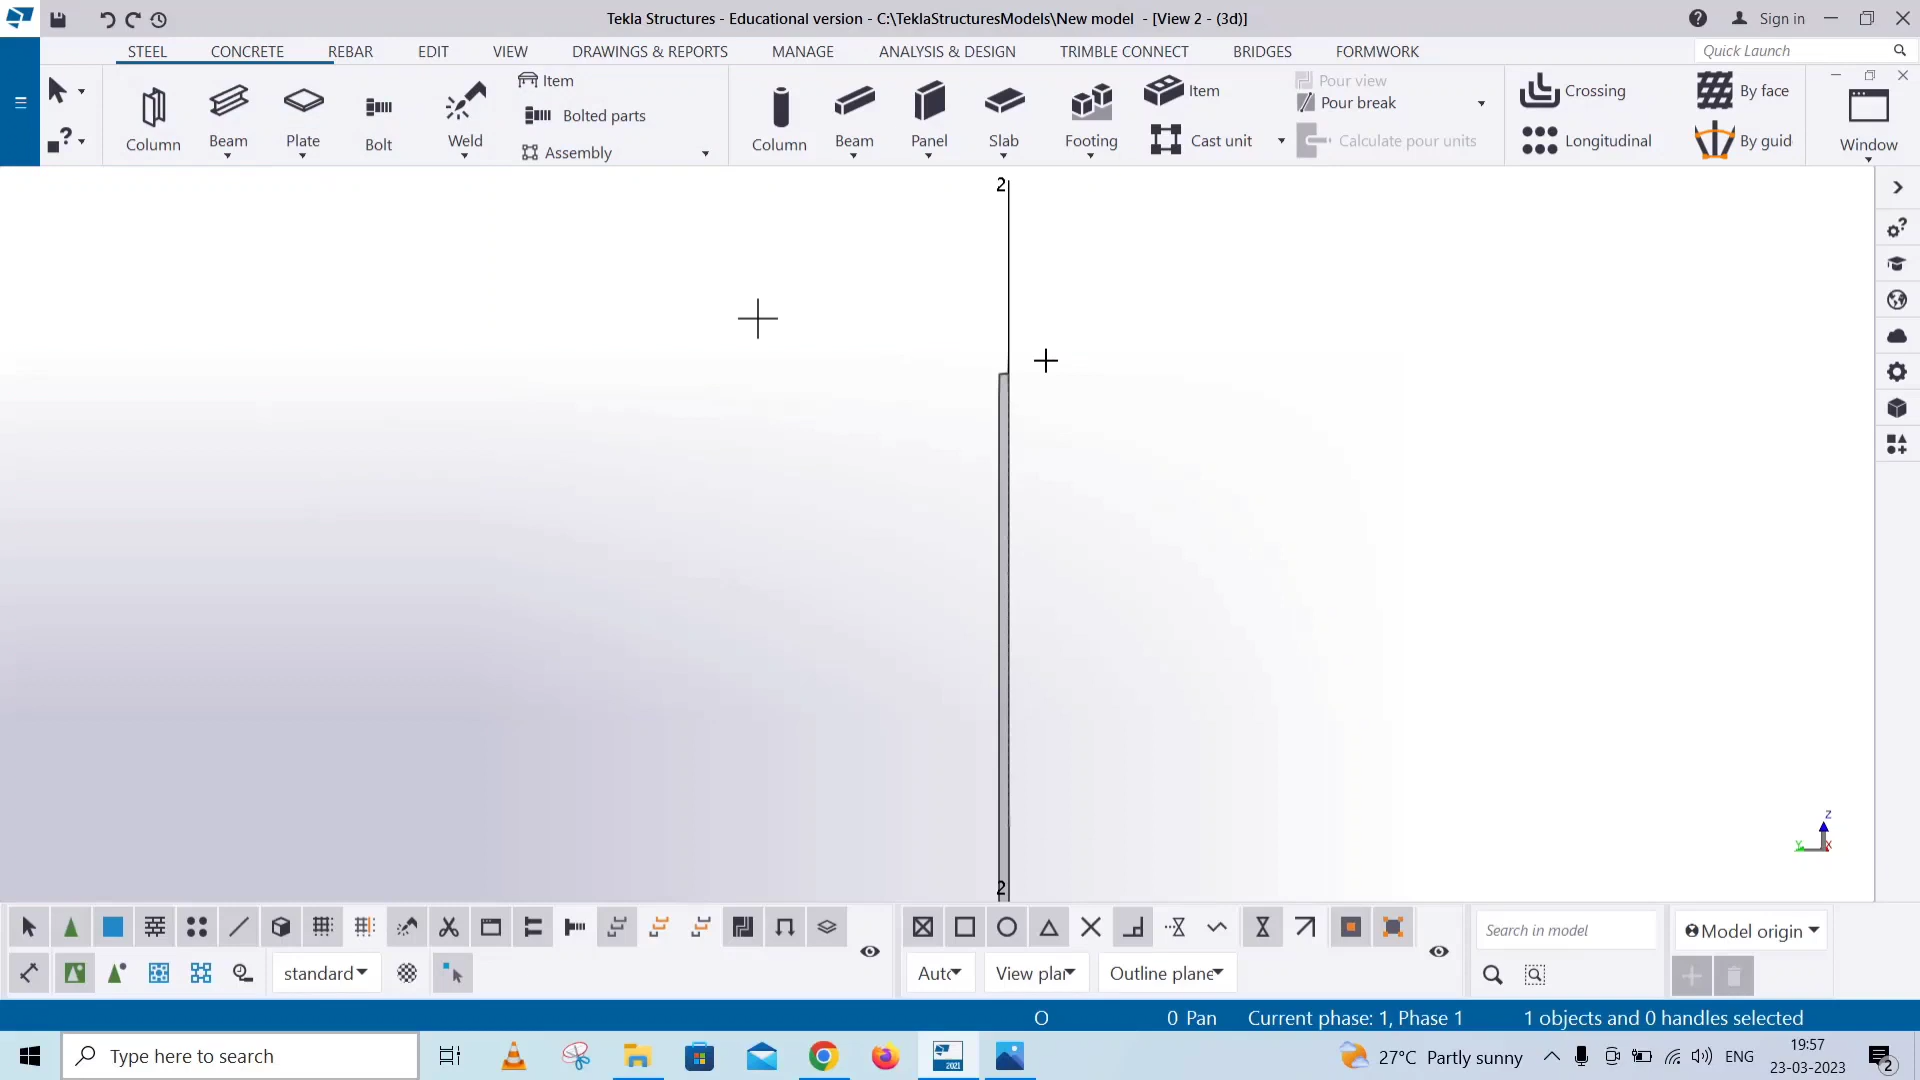 Tekla Structures - Educational version - C:\TeklaStructuresModels\New model - [View 2 - (3d)]
Sign in
STEEL CONCRETE REBAR EDIT VIEW DRAWINGS & REPORTS MANAGE ANALYSIS & DESIGN TRIMBLE CONNECT BRIDGES FORMWORK
Quick Launch
Column Beam Plate Bolt Weld
Item
Bolted parts
Assembly
Column Beam Panel Slab Footing
Item
Cast unit
Pour view
Pour break
Calculate pour units
Crossing
Longitudinal
By face
By guid
Window
2
2
Z
Y
X
standard
Auto
View plar
Outline plane
Search in model
Model origin
O 0 Pan Current phase: 1, Phase 1 1 objects and 0 handles selected
Type here to search
2021
27°C Partly sunny
ENG
19:57
23-03-2023
2